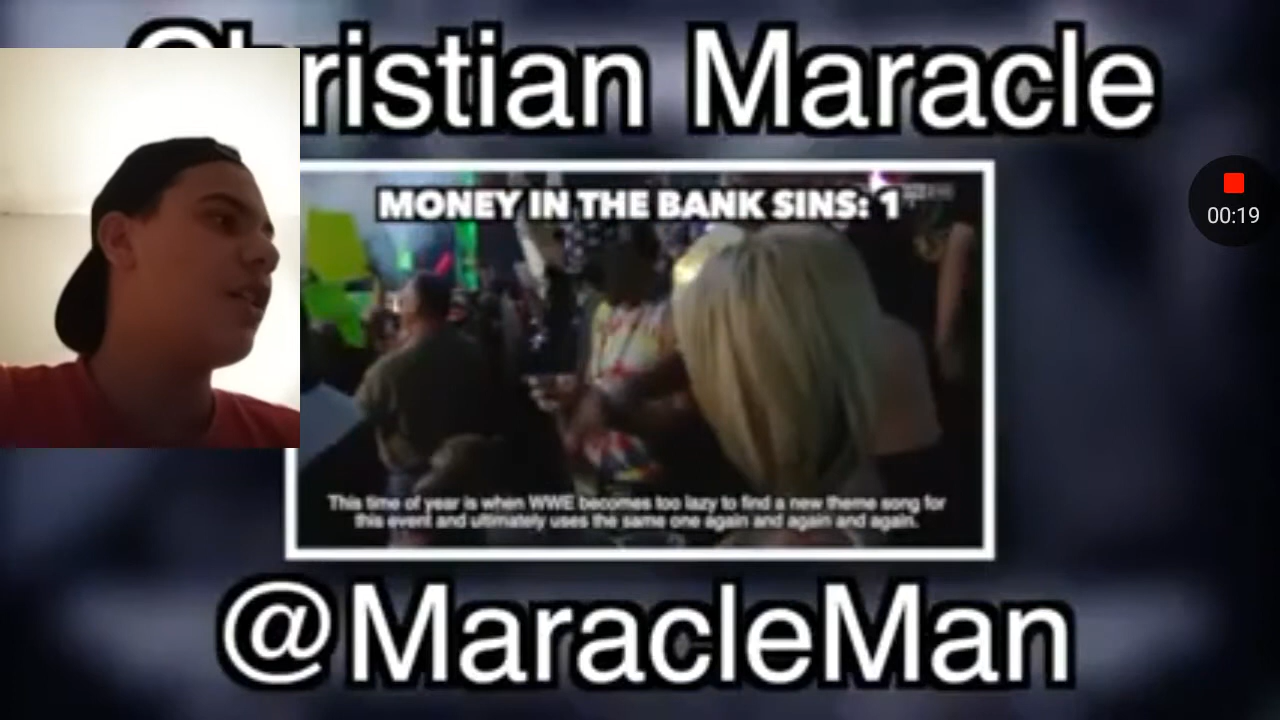 Christian Maracle
MONEY IN THE BANK SINS: 1
00:19
This time of year is when WWE becomes too lazy to find a new theme song for
this event and ultimately uses the same one again and again and again.
@MaracleMan